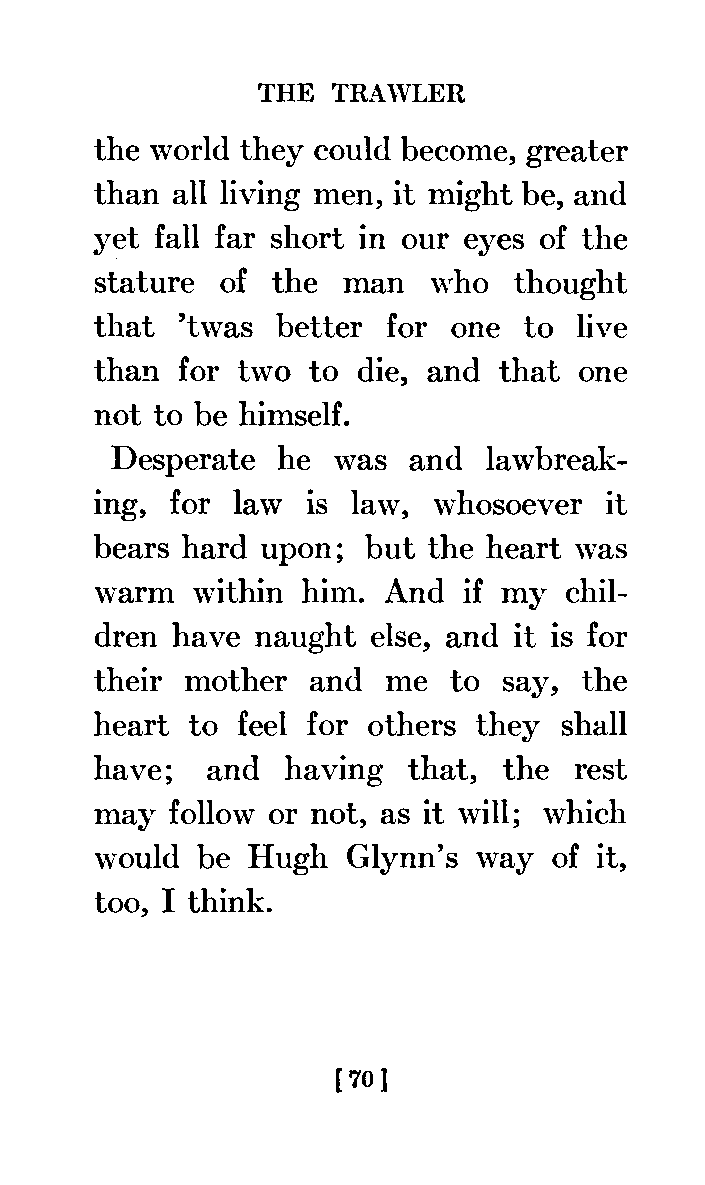 THE TRAWLER
the world they could become, greater
than all living men, it might be, and
yet fall far short in our eyes of the
stature of the man who thought
that ’twas better for one to live
than for two to die, and that one
not to be himself.
Desperate he was and lawbreak-
ing, for law is law, whosoever it
bears hard upon; but the heart was
warm within him. And if my chil-
dren have naught else, and it is for
their mother and me to say, the
heart to feel for others they shall
have; and having that, the rest
may follow or not, as it will; which
would be Hugh Glynn’s way of it,
too, I think.
[ 70 ]